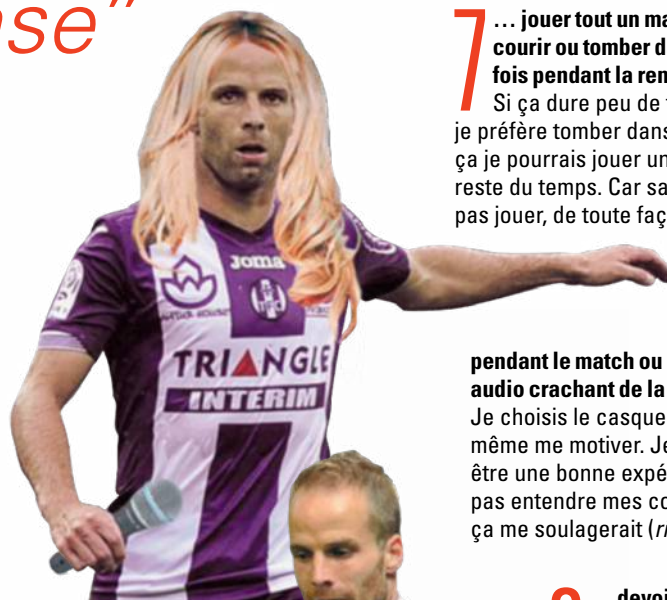 nse”
7 … jouer tout un ma
courir ou tomber d
fois pendant la ren
Si ça dure peu de t
je préfère tomber dans
ça je pourrais jouer un
reste du temps. Car sa
pas jouer, de toute faç
Joma
TRIANGLE
INTERIM
pendant le match ou
audio crachant de la
Je choisis le casque
même me motiver. Je
être une bonne expé
pas entendre mes co
ça me soulagerait (ri
devoi